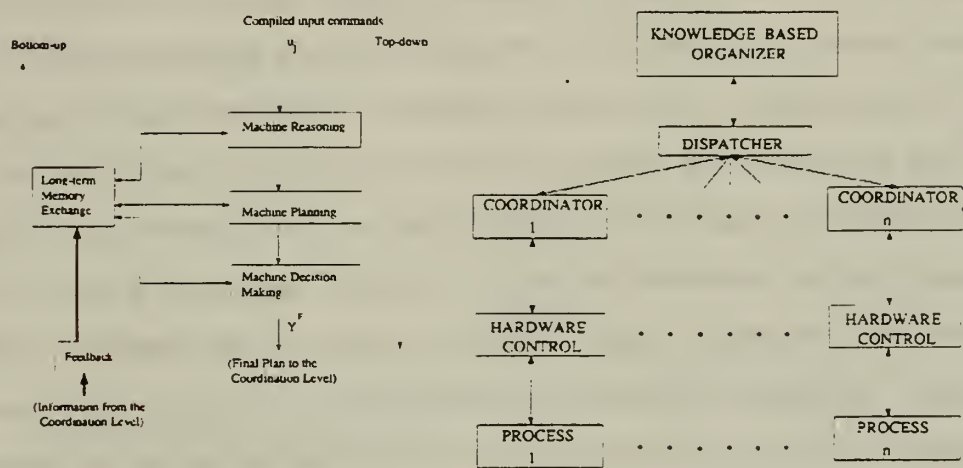 Compiled input commands
u_j
Bottom-up
Top-down
Machine Reasoning
Long-term
Memory
Exchange
Machine Planning
Machine Decision
Making
Y^F
Feedback
(Final Plan to the
Coordination Level)
(Information from the
Coordination Level)
KNOWLEDGE BASED
ORGANIZER
DISPATCHER
COORDINATOR
1
COORDINATOR
n
HARDWARE
CONTROL
HARDWARE
CONTROL
PROCESS
1
PROCESS
n